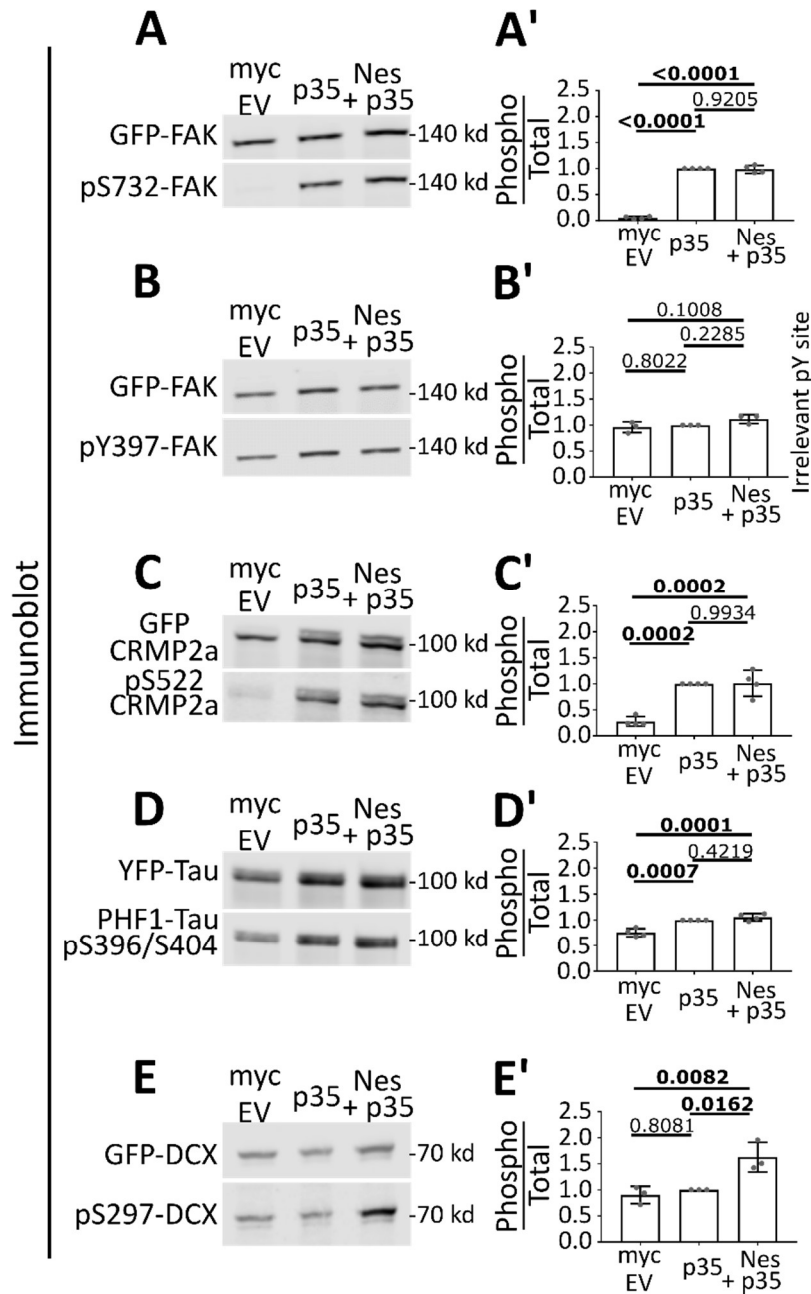 Immunoblot
A
myc EV
p35
Nes + p35
GFP-FAK
-140 kd
pS732-FAK
-140 kd
A'
Phospho
Total
2.5
2.0
1.5
1.0
0.5
0.0
<0.0001
0.9205
<0.0001
myc EV
p35
Nes + p35
B
myc EV
p35
Nes + p35
GFP-FAK
-140 kd
pY397-FAK
-140 kd
B'
Phospho
Total
2.5
2.0
1.5
1.0
0.5
0.0
0.1008
0.2285
0.8022
myc EV
p35
Nes + p35
Irrelevant pY site
C
myc EV
p35
Nes + p35
GFP
CRMP2a
-100 kd
pS522
CRMP2a
-100 kd
C'
Phospho
Total
2.5
2.0
1.5
1.0
0.5
0.0
0.0002
0.9934
0.0002
myc EV
p35
Nes + p35
D
myc EV
p35
Nes + p35
YFP-Tau
-100 kd
PHF1-Tau
pS396/S404
-100 kd
D'
Phospho
Total
2.5
2.0
1.5
1.0
0.5
0.0
0.0001
0.4219
0.0007
myc EV
p35
Nes + p35
E
myc EV
p35
Nes + p35
GFP-DCX
-70 kd
pS297-DCX
-70 kd
E'
Phospho
Total
2.5
2.0
1.5
1.0
0.5
0.0
0.0082
0.0162
0.8081
myc EV
p35
Nes + p35